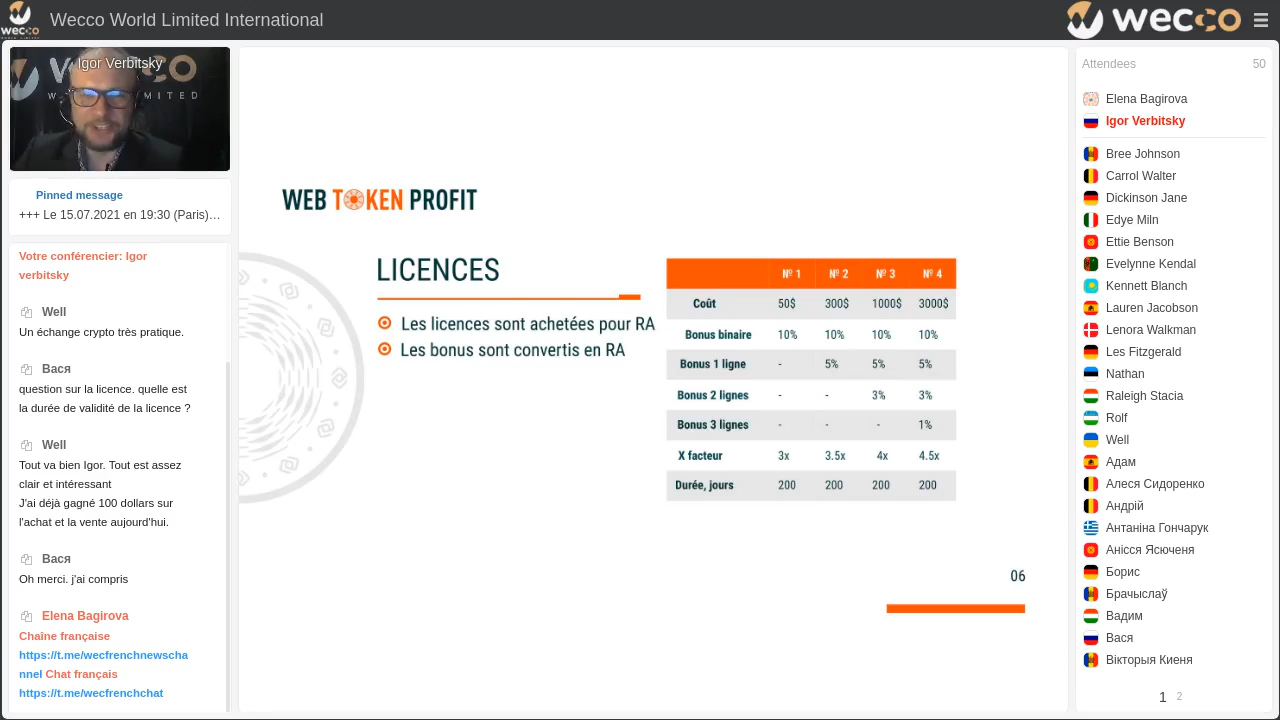 wecco
Wecco World Limited International
wecco
Igor Verbitsky
Pinned message
+++ Le 15.07.2021 en 19:30 (Paris)…
Votre conférencier: Igor
verbitsky
Well
Un échange crypto très pratique.
Вася
question sur la licence. quelle est
la durée de validité de la licence ?
Well
Tout va bien Igor. Tout est assez
clair et intéressant
J'ai déjà gagné 100 dollars sur
l'achat et la vente aujourd'hui.
Вася
Oh merci. j'ai compris
Elena Bagirova
Chaîne française
https://t.me/wecfrenchnewscha
nnel Chat français
https://t.me/wecfrenchchat
WEB TOKEN PROFIT
LICENCES
Les licences sont achetées pour RA
Les bonus sont convertis en RA
№ 1 № 2 № 3 № 4
Coût 50$ 300$ 1000$ 3000$
Bonus binaire 10% 10% 10% 10%
Bonus 1 ligne - 5% 5% 5%
Bonus 2 lignes - - 3% 3%
Bonus 3 lignes - - - 1%
X facteur 3x 3.5x 4x 4.5x
Durée, jours 200 200 200 200
06
Attendees 50
Elena Bagirova
Igor Verbitsky
Bree Johnson
Carrol Walter
Dickinson Jane
Edye Miln
Ettie Benson
Evelynne Kendal
Kennett Blanch
Lauren Jacobson
Lenora Walkman
Les Fitzgerald
Nathan
Raleigh Stacia
Rolf
Well
Адам
Алеся Сидоренко
Андрій
Антаніна Гончарук
Анісся Ясюченя
Борис
Брачыслаў
Вадим
Вася
Вікторыя Киеня
1 2